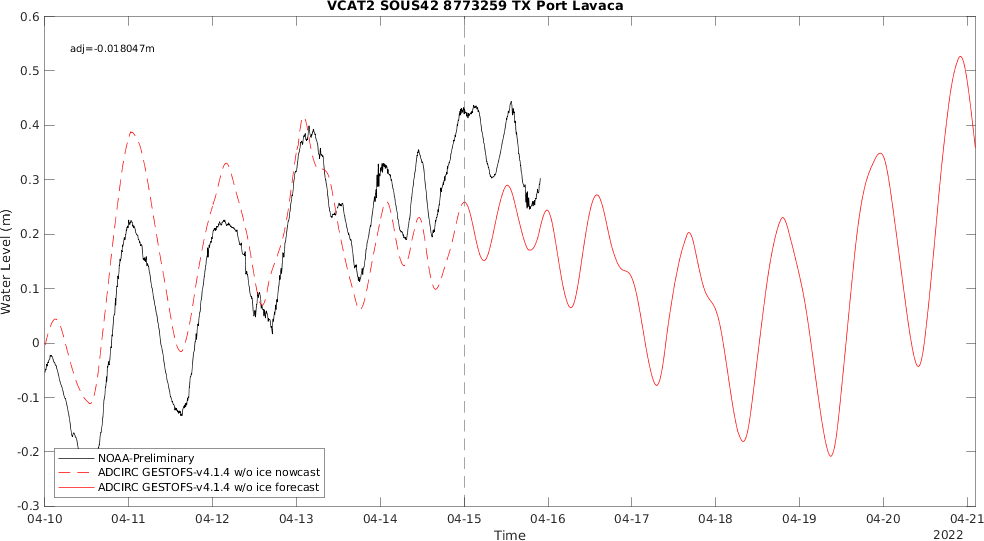 VCAT2 SOUS42 8773259 TX Port Lavaca
adj=-0.018047m
0.6
0.5
0.4
0.3
0.2
0.1
0
-0.1
-0.2
-0.3
Water Level (m)
NOAA-Preliminary
ADCIRC GESTOFS-v4.1.4 w/o ice nowcast
ADCIRC GESTOFS-v4.1.4 w/o ice forecast
04-10 04-11 04-12 04-13 04-14 04-15 04-16 04-17 04-18 04-19 04-20 04-21
Time
2022